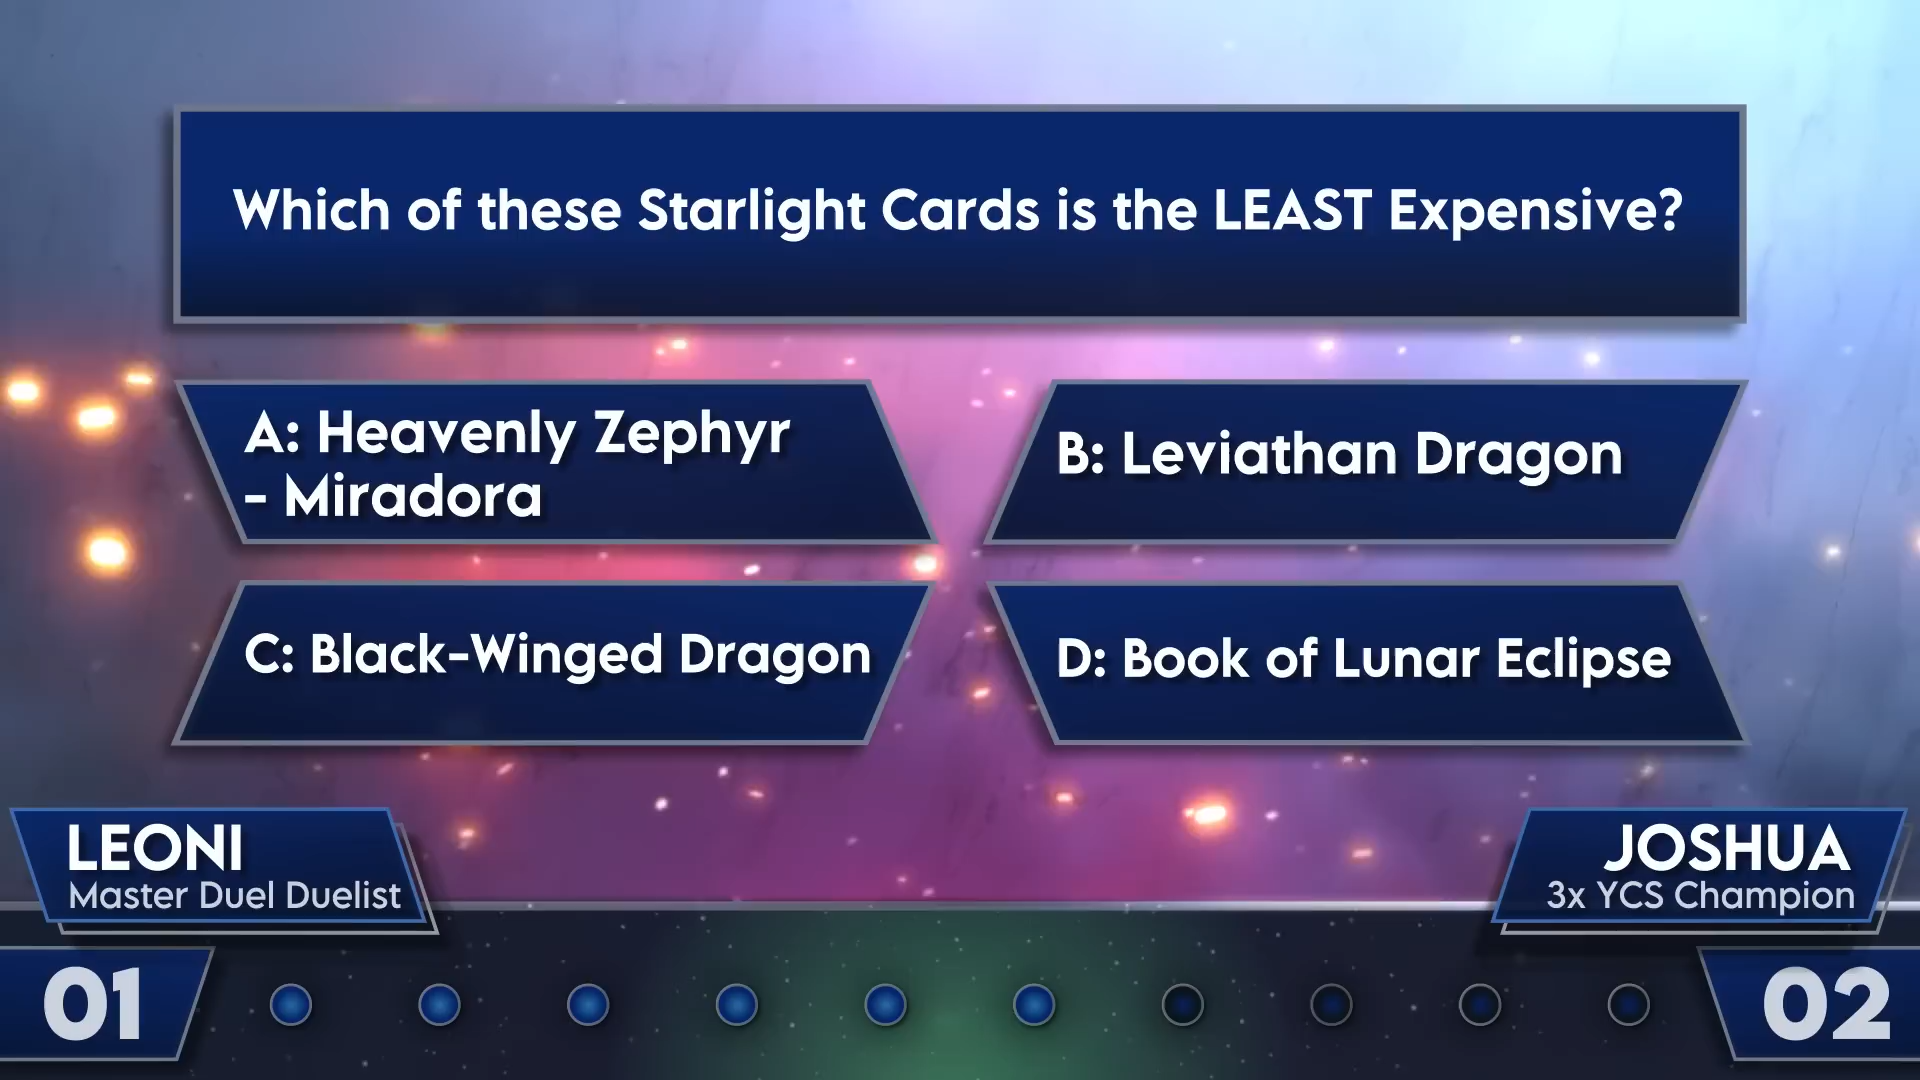 Which of these Starlight Cards is the LEAST Expensive?
A: Heavenly Zephyr
- Miradora
B: Leviathan Dragon
C: Black-Winged Dragon
D: Book of Lunar Eclipse
LEONI
Master Duel Duelist
JOSHUA
3x YCS Champion
01
02